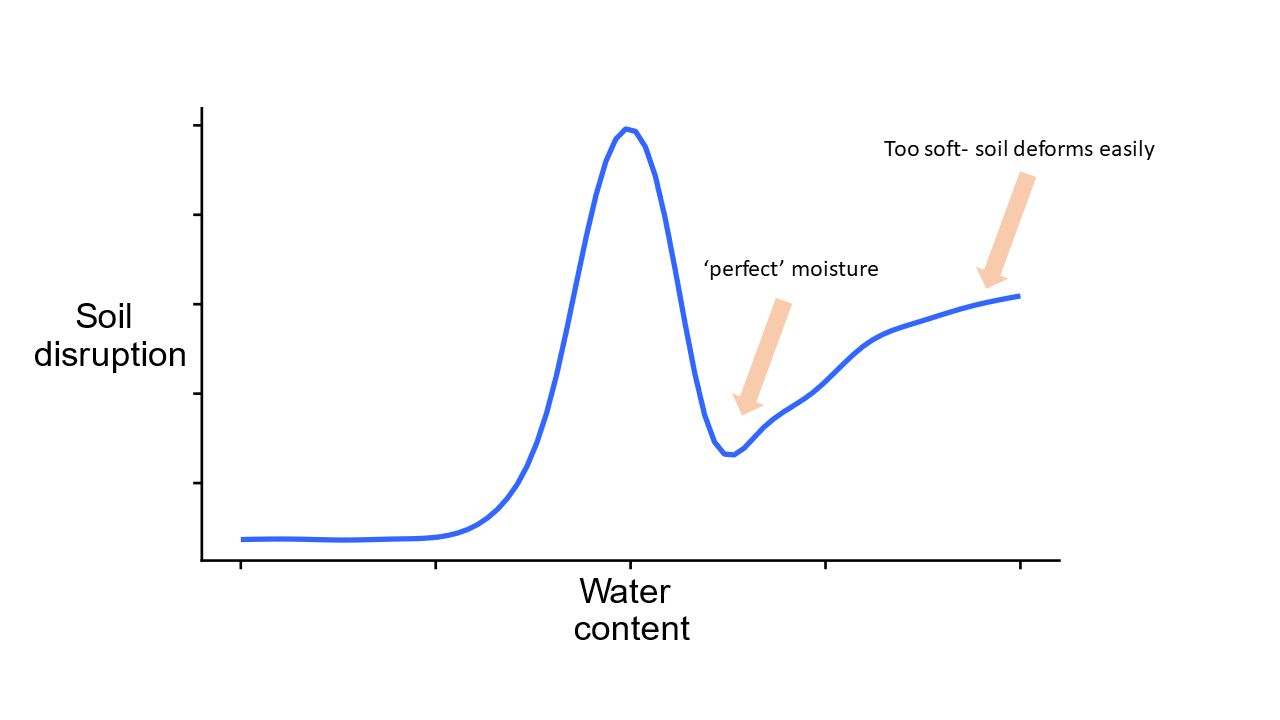 Too soft- soil deforms easily
‘perfect’ moisture
Soil
disruption
Water
content